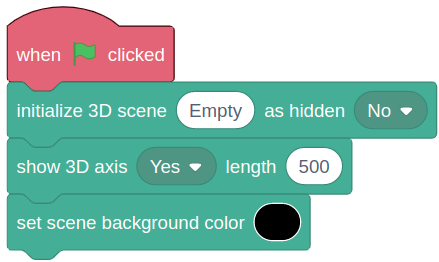 when clicked
initialize 3D scene Empty as hidden No
show 3D axis Yes length 500
set scene background color